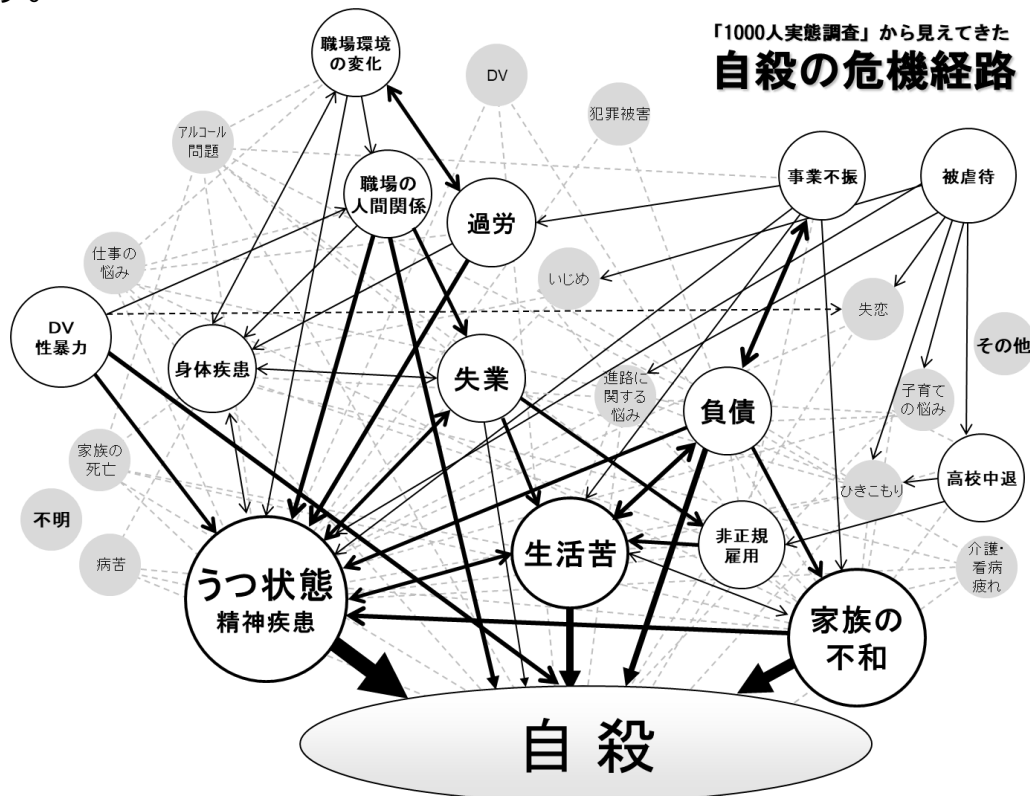 す。
「1000人実態調査」から見えてきた
自殺の危機経路
職場環境
の変化
DV
犯罪被害
アルコール
問題
職場の
人間関係
過労
事業不振
被虐待
仕事の
悩み
いじめ
失恋
DV
性暴力
身体疾患
失業
進路に
関する
悩み
負債
その他
子育て
の悩み
家族の
死亡
ひきこもり
高校中退
不明
病苦
うつ状態
精神疾患
生活苦
非正規
雇用
介護・
看病
疲れ
家族の
不和
自殺